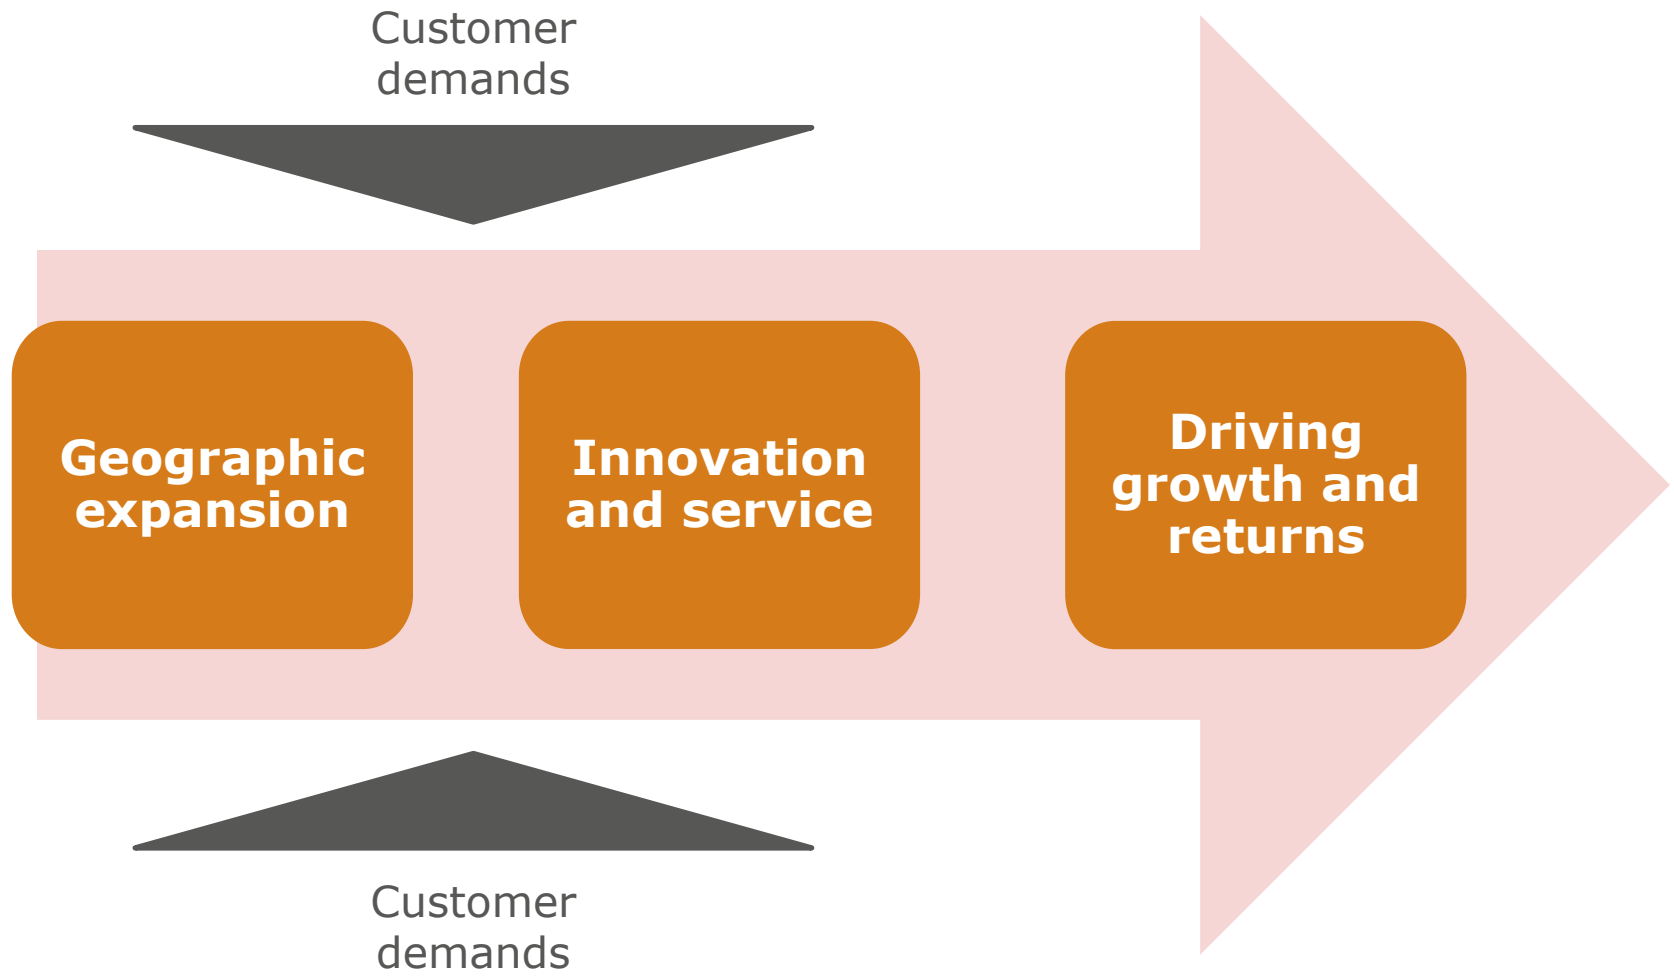 Customer
demands
Geographic
expansion
Innovation
and service
Driving
growth and
returns
Customer
demands